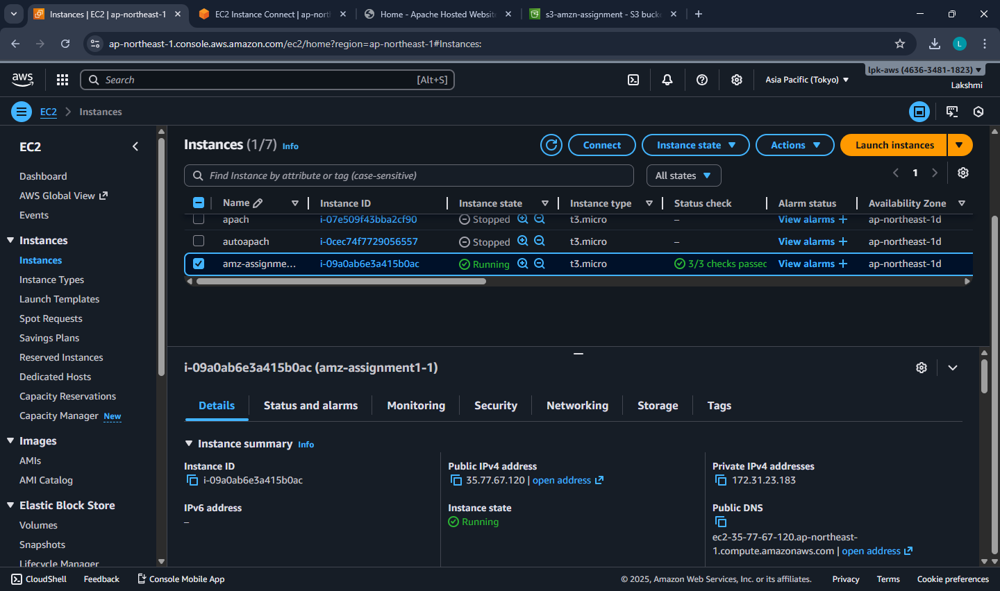 Instances | EC2 | ap-northeast-1
EC2 Instance Connect | ap-nort
Home - Apache Hosted Website
s3-amzn-assignment - S3 bucke
ap-northeast-1.console.aws.amazon.com/ec2/home?region=ap-northeast-1#Instances:
L
aws
Search
[Alt+S]
Asia Pacific (Tokyo)
lpk-aws (4636-3481-1823)
Lakshmi
EC2
Instances
EC2
Dashboard
AWS Global View
Events
Instances
Instances
Instance Types
Launch Templates
Spot Requests
Savings Plans
Reserved Instances
Dedicated Hosts
Capacity Reservations
Capacity Manager New
Images
AMIs
AMI Catalog
Elastic Block Store
Volumes
Snapshots
Lifecycle Manager
Instances (1/7) Info
Connect
Instance state
Actions
Launch instances
Find Instance by attribute or tag (case-sensitive)
All states
1
Name Instance ID Instance state Instance type Status check Alarm status Availability Zone
apach i-07e509f43bba2cf90 Stopped t3.micro – View alarms + ap-northeast-1d
autoapach i-0cec74f7729056557 Stopped t3.micro – View alarms + ap-northeast-1d
amz-assignme... i-09a0ab6e3a415b0ac Running t3.micro 3/3 checks passec View alarms + ap-northeast-1d
i-09a0ab6e3a415b0ac (amz-assignment1-1)
Details
Status and alarms
Monitoring
Security
Networking
Storage
Tags
Instance summary Info
Instance ID
i-09a0ab6e3a415b0ac
Public IPv4 address
35.77.67.120 | open address
Private IPv4 addresses
172.31.23.183
IPv6 address
–
Instance state
Running
Public DNS
ec2-35-77-67-120.ap-northeast-
1.compute.amazonaws.com | open address
CloudShell
Feedback
Console Mobile App
© 2025, Amazon Web Services, Inc. or its affiliates.
Privacy
Terms
Cookie preferences